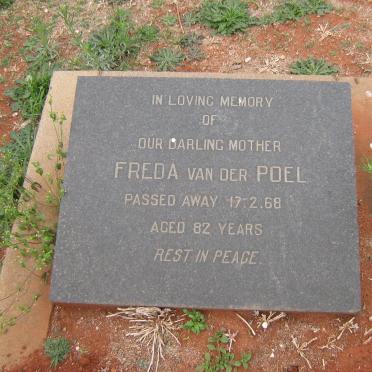 IN LOVING MEMORY
OF
OUR DARLING MOTHER
FREDA VAN DER POEL
PASSED AWAY 17.2.68
AGED 82 YEARS
REST IN PEACE.